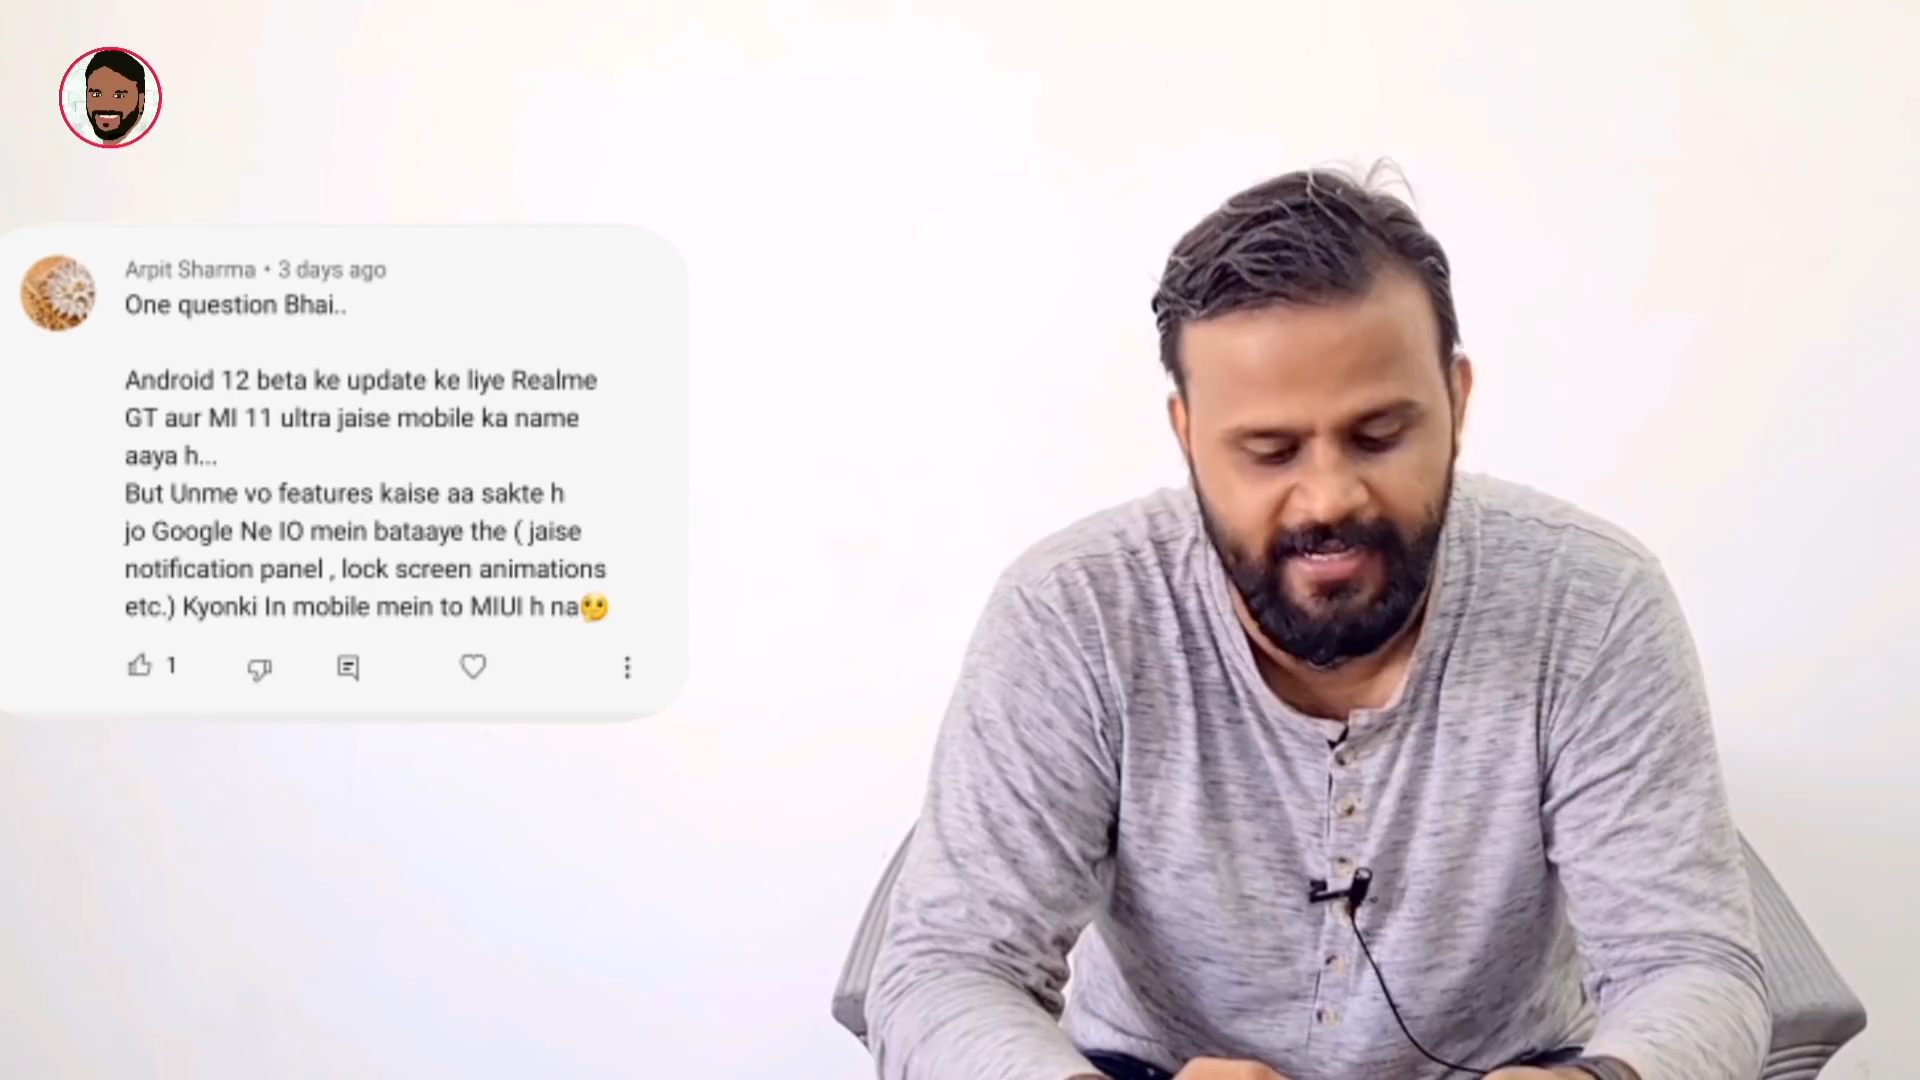 Arpit Sharma • 3 days ago
One question Bhai..
Android 12 beta ke update ke liye Realme
GT aur MI 11 ultra jaise mobile ka name
aaya h...
But Unme vo features kaise aa sakte h
jo Google Ne IO mein bataaye the ( jaise
notification panel , lock screen animations
etc.) Kyonki In mobile mein to MIUI h na🤔
1